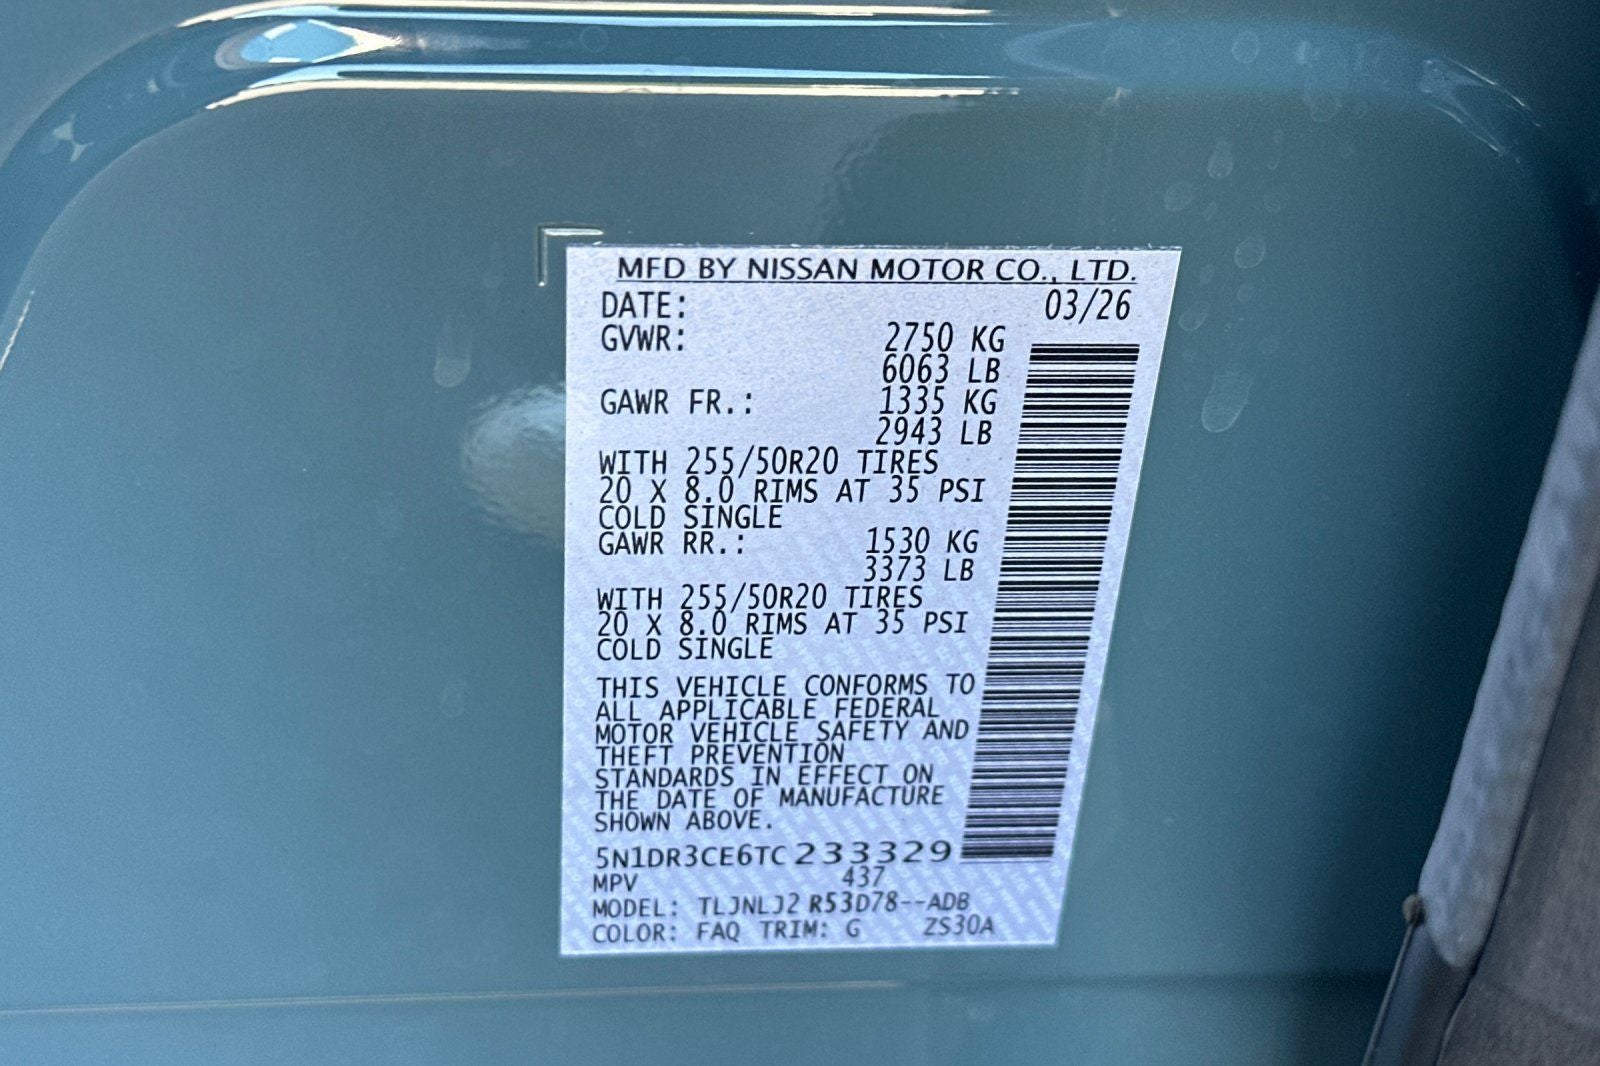 MFD BY NISSAN MOTOR CO., LTD.
DATE: 03/26
GVWR: 2750 KG
6063 LB
GAWR FR.: 1335 KG
2943 LB
WITH 255/50R20 TIRES
20 X 8.0 RIMS AT 35 PSI
COLD SINGLE
GAWR RR.: 1530 KG
3373 LB
WITH 255/50R20 TIRES
20 X 8.0 RIMS AT 35 PSI
COLD SINGLE
THIS VEHICLE CONFORMS TO
ALL APPLICABLE FEDERAL
MOTOR VEHICLE SAFETY AND
THEFT PREVENTION
STANDARDS IN EFFECT ON
THE DATE OF MANUFACTURE
SHOWN ABOVE.
5N1DR3CE6TC233329
MPV 437
MODEL: TLJNLJ2 R53D78--ADB
COLOR: FAQ TRIM: G ZS30A